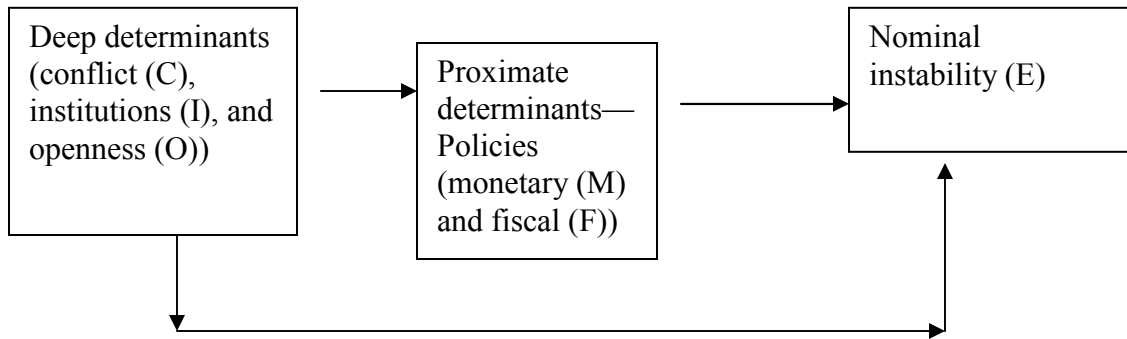 Deep determinants
(conflict (C),
institutions (I), and
openness (O))
Proximate
determinants—
Policies
(monetary (M)
and fiscal (F))
Nominal
instability (E)